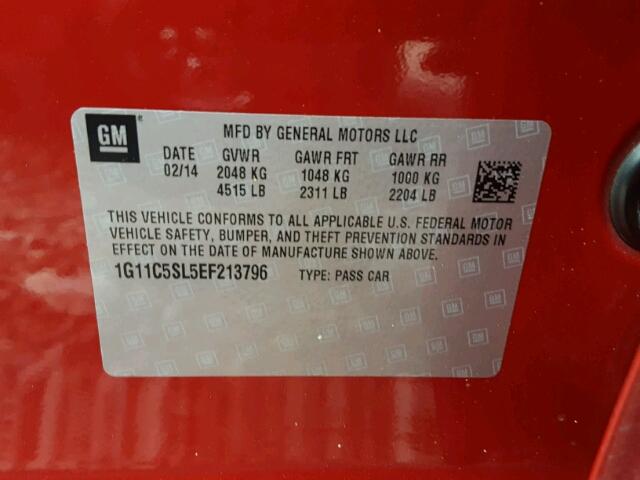 GM
MFD BY GENERAL MOTORS LLC
DATE GVWR GAWR FRT GAWR RR
02/14 2048 KG 1048 KG 1000 KG
4515 LB 2311 LB 2204 LB
THIS VEHICLE CONFORMS TO ALL APPLICABLE U.S. FEDERAL MOTOR
VEHICLE SAFETY, BUMPER, AND THEFT PREVENTION STANDARDS IN
EFFECT ON THE DATE OF MANUFACTURE SHOWN ABOVE.
1G11C5SL5EF213796 TYPE: PASS CAR